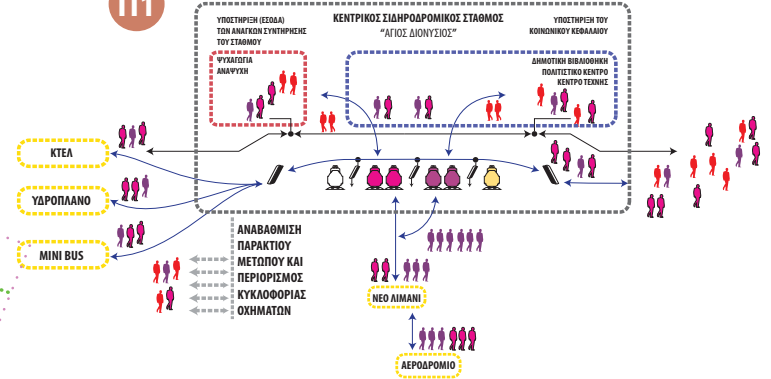 Π1
ΥΠΟΣΤΗΡΙΞΗ (ΕΣΟΔΑ)
ΤΩΝ ΑΝΑΓΚΩΝ ΣΥΝΤΗΡΗΣΗΣ
ΤΟΥ ΣΤΑΘΜΟΥ
ΚΕΝΤΡΙΚΟΣ ΣΙΔΗΡΟΔΡΟΜΙΚΟΣ ΣΤΑΘΜΟΣ
“ΑΓΙΟΣ ΔΙΟΝΥΣΙΟΣ”
ΥΠΟΣΤΗΡΙΞΗ ΤΟΥ
ΚΟΙΝΩΝΙΚΟΥ ΚΕΦΑΛΑΙΟΥ
ΨΥΧΑΓΩΓΙΑ
ΑΝΑΨΥΧΗ
ΔΗΜΟΤΙΚΗ ΒΙΒΛΙΟΘΗΚΗ
ΠΟΛΙΤΙΣΤΙΚΟ ΚΕΝΤΡΟ
ΚΕΝΤΡΟ ΤΕΧΝΗΣ
ΚΤΕΛ
ΥΔΡΟΠΛΑΝΟ
MINI BUS
ΑΝΑΒΑΘΜΙΣΗ
ΠΑΡΑΚΤΙΟΥ
ΜΕΤΩΠΟΥ ΚΑΙ
ΠΕΡΙΟΡΙΣΜΟΣ
ΚΥΚΛΟΦΟΡΙΑΣ
ΟΧΗΜΑΤΩΝ
ΝΕΟ ΛΙΜΑΝΙ
ΑΕΡΟΔΡΟΜΙΟ